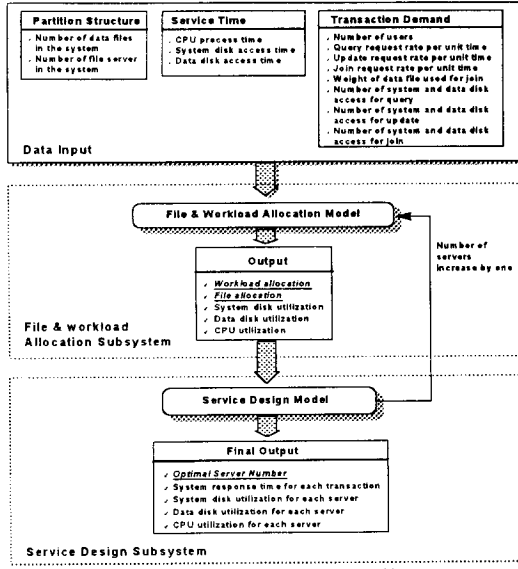 Partition Structure
Number of data files
in the system
Number of file server
in the system
Service Time
CPU process time
System disk access time
Data disk access time
Transaction Demand
Number of users
Query request rate per unit time
Update request rate per unit time
Join request rate per unit time
Weight of data file used for join
Number of system and data disk
access for query
Number of system and data disk
access for update
Number of system and data disk
access for join
Data Input
File & Workload Allocation Model
Number of
servers
increase by one
Output
Workload allocation
File allocation
System disk utilization
Data disk utilization
CPU utilization
File & workload
Allocation Subsystem
Service Design Model
Final Output
Optimal Server Number
System response time for each transaction
System disk utilization for each server
Data disk utilization for each server
CPU utilization for each server
Service Design Subsystem